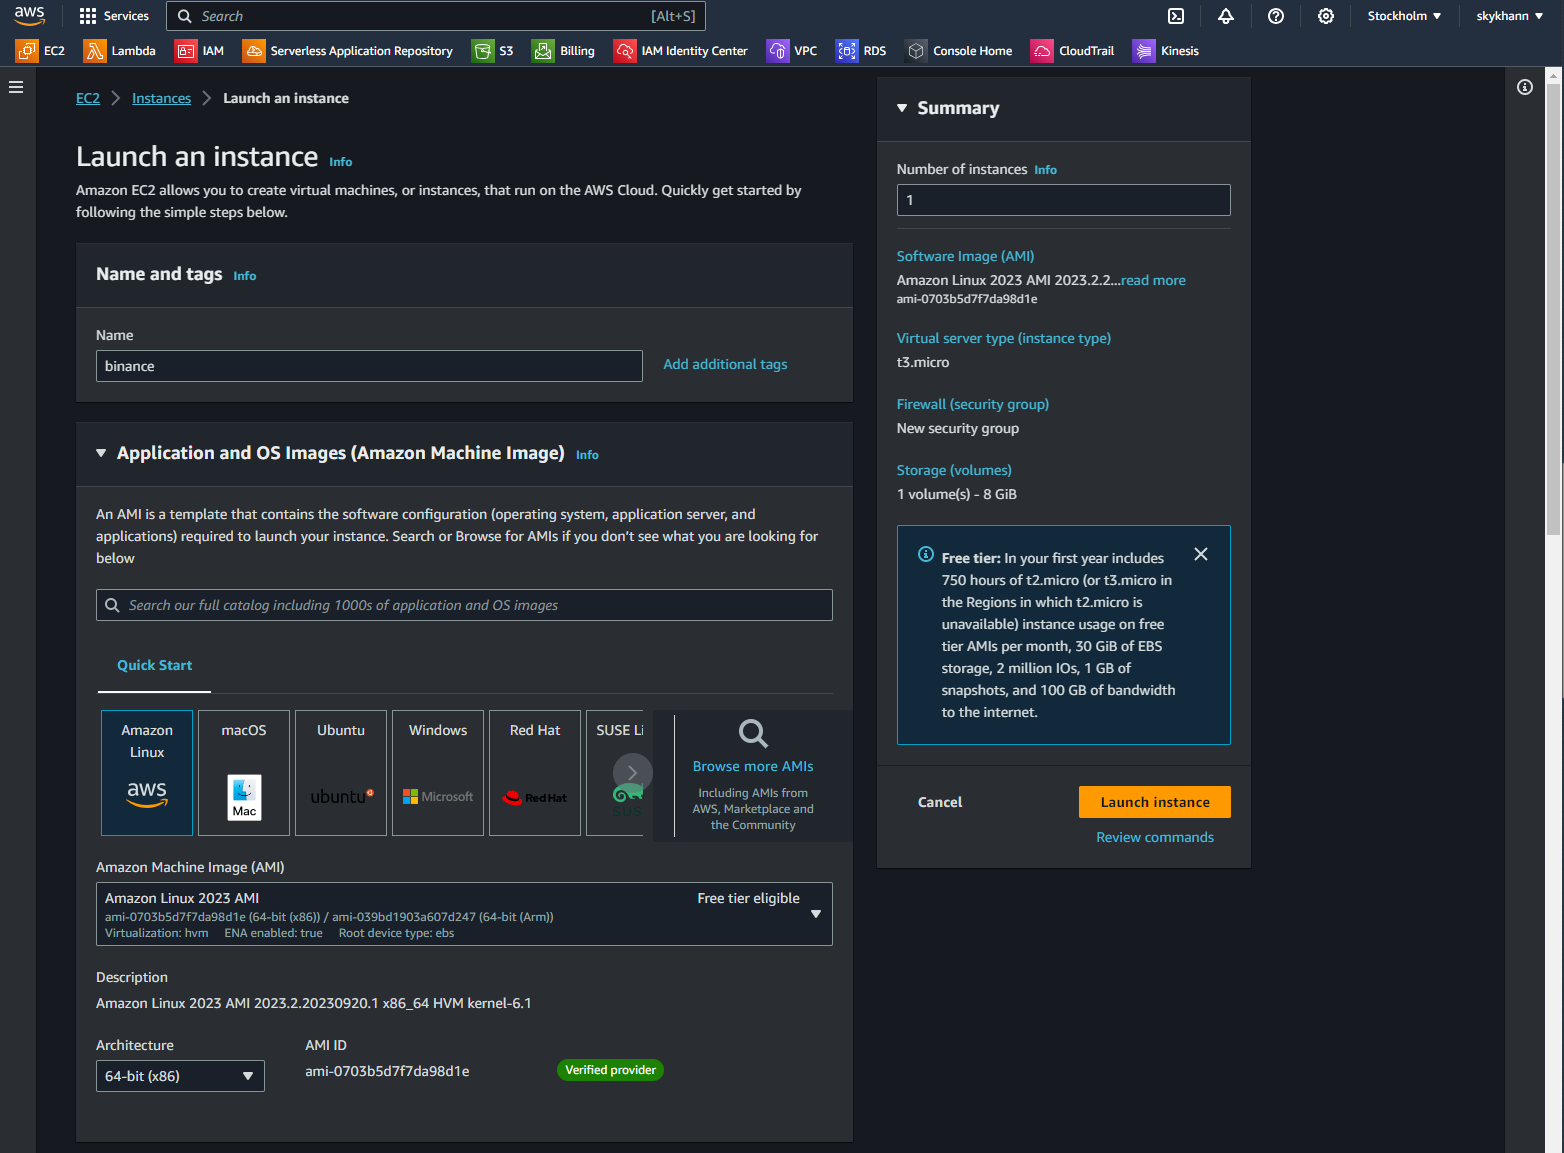 aws
Services
Search
[Alt+S]
Stockholm
skykhann
EC2
Lambda
IAM
Serverless Application Repository
S3
Billing
IAM Identity Center
VPC
RDS
Console Home
CloudTrail
Kinesis
EC2 > Instances > Launch an instance
Launch an instance Info
Amazon EC2 allows you to create virtual machines, or instances, that run on the AWS Cloud. Quickly get started by
following the simple steps below.
Name and tags Info
Name
binance
Add additional tags
Application and OS Images (Amazon Machine Image) Info
An AMI is a template that contains the software configuration (operating system, application server, and
applications) required to launch your instance. Search or Browse for AMIs if you don't see what you are looking for
below
Search our full catalog including 1000s of application and OS images
Quick Start
Amazon
Linux
aws
macOS
Mac
Ubuntu
ubuntu
Windows
Microsoft
Red Hat
Red Hat
SUSE Li
Browse more AMIs
Including AMIs from
AWS, Marketplace and
the Community
Amazon Machine Image (AMI)
Amazon Linux 2023 AMI
Free tier eligible
ami-0703b5d7f7da98d1e (64-bit (x86)) / ami-039bd1903a607d247 (64-bit (Arm))
Virtualization: hvm ENA enabled: true Root device type: ebs
Description
Amazon Linux 2023 AMI 2023.2.20230920.1 x86_64 HVM kernel-6.1
Architecture
64-bit (x86)
AMI ID
ami-0703b5d7f7da98d1e
Verified provider
Summary
Number of instances Info
1
Software Image (AMI)
Amazon Linux 2023 AMI 2023.2.2...read more
ami-0703b5d7f7da98d1e
Virtual server type (instance type)
t3.micro
Firewall (security group)
New security group
Storage (volumes)
1 volume(s) - 8 GiB
Free tier: In your first year includes
750 hours of t2.micro (or t3.micro in
the Regions in which t2.micro is
unavailable) instance usage on free
tier AMIs per month, 30 GiB of EBS
storage, 2 million IOs, 1 GB of
snapshots, and 100 GB of bandwidth
to the internet.
Cancel
Launch instance
Review commands